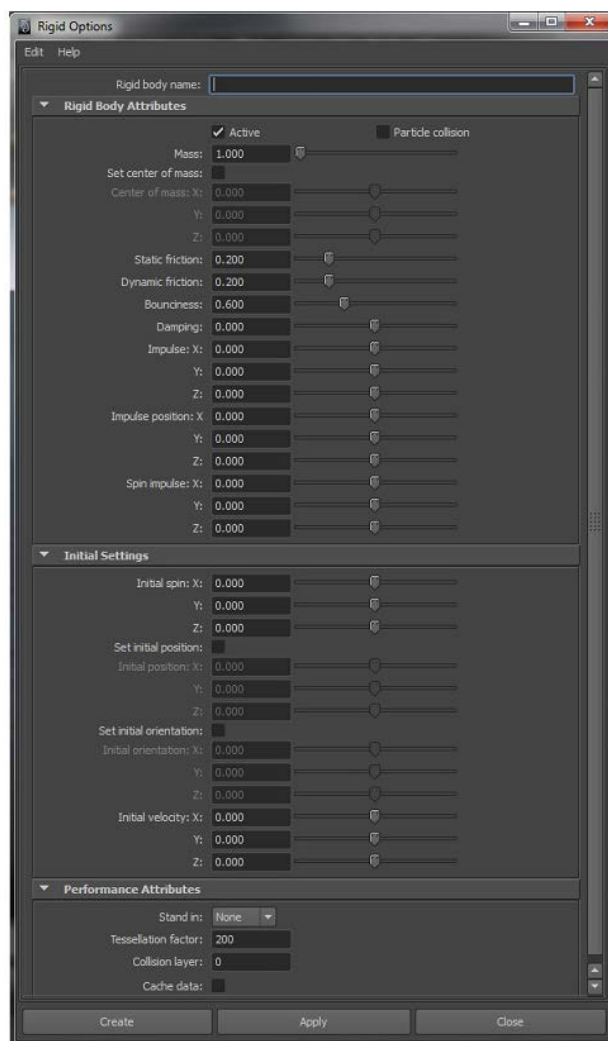 Rigid Options
Edit Help
Rigid body name:
Rigid Body Attributes
Active Particle collision
Mass: 1.000
Set center of mass:
Center of mass: X: 0.000
Y: 0.000
Z: 0.000
Static friction: 0.200
Dynamic friction: 0.200
Bounciness: 0.600
Damping: 0.000
Impulse: X: 0.000
Y: 0.000
Z: 0.000
Impulse position: X 0.000
Y: 0.000
Z: 0.000
Spin impulse: X: 0.000
Y: 0.000
Z: 0.000
Initial Settings
Initial spin: X: 0.000
Y: 0.000
Z: 0.000
Set initial position:
Initial position: X: 0.000
Y: 0.000
Z: 0.000
Set initial orientation:
Initial orientation: X: 0.000
Y: 0.000
Z: 0.000
Initial velocity: X: 0.000
Y: 0.000
Z: 0.000
Performance Attributes
Stand in: None
Tessellation factor: 200
Collision layer: 0
Cache data:
Create Apply Close